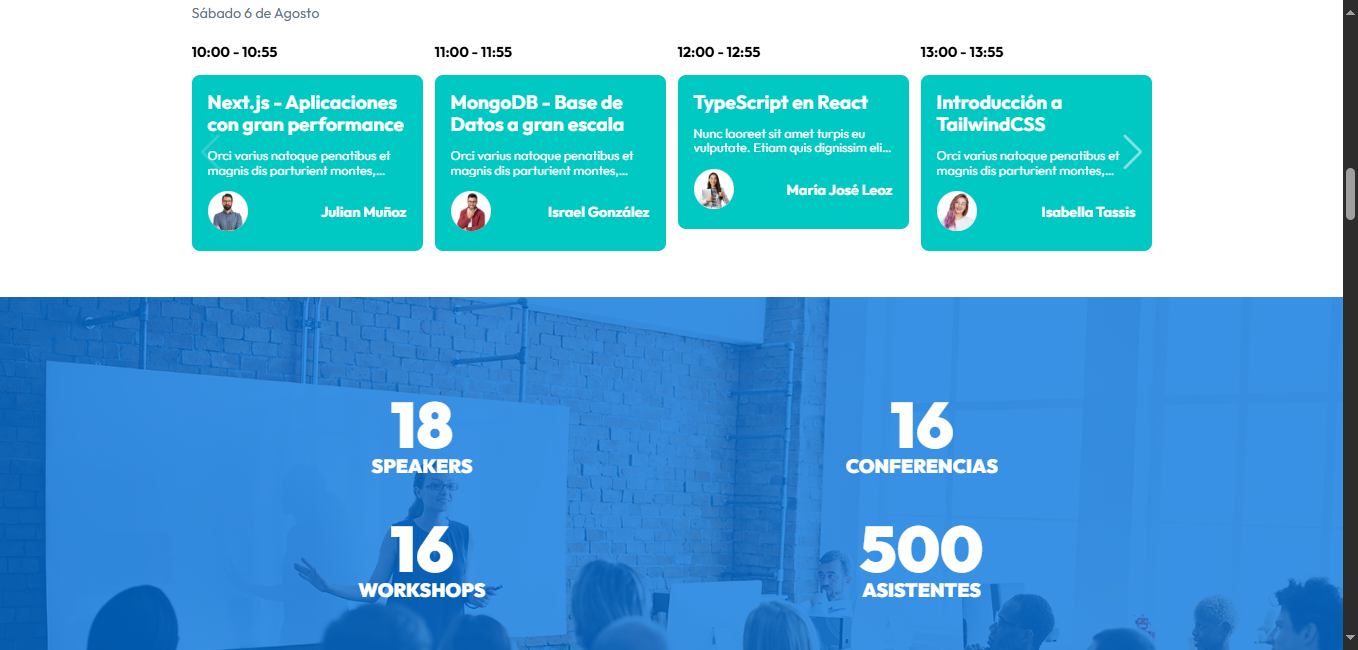 Sábado 6 de Agosto
10:00 - 10:55
Next.js - Aplicaciones
con gran performance
Orci varius natoque penatibus et
magnis dis parturient montes,...
Julian Muñoz
11:00 - 11:55
MongoDB - Base de
Datos a gran escala
Orci varius natoque penatibus et
magnis dis parturient montes,...
Israel González
12:00 - 12:55
TypeScript en React
Nunc laoreet sit amet turpis eu
vulputate. Etiam quis dignissim eli...
María José Leoz
13:00 - 13:55
Introducción a
TailwindCSS
Orci varius natoque penatibus et
magnis dis parturient montes,...
Isabella Tassis
18
SPEAKERS
16
CONFERENCIAS
16
WORKSHOPS
500
ASISTENTES